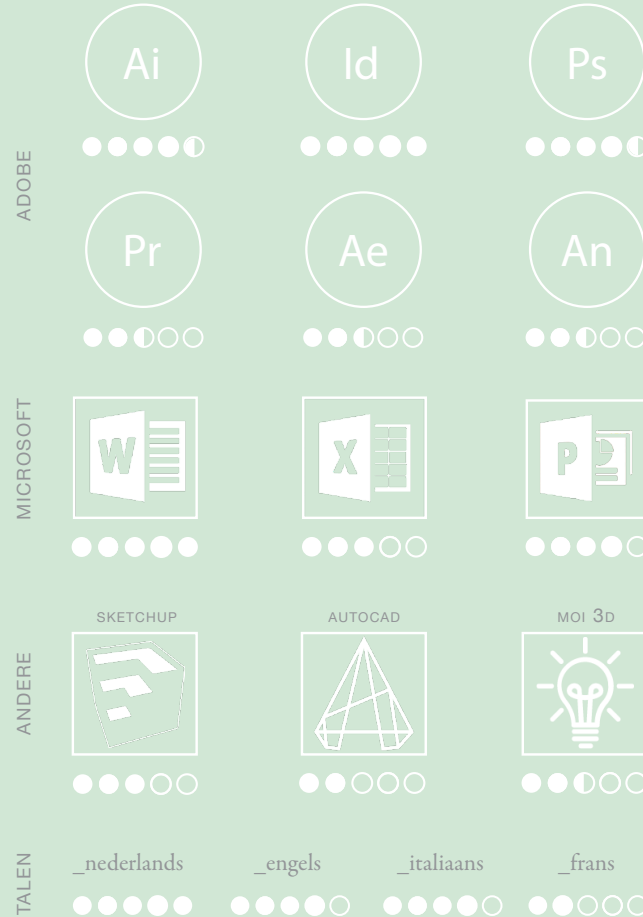 ADOBE
Ai Id Ps
Pr Ae An
MICROSOFT
W X P
ANDERE
SKETCHUP AUTOCAD MOI 3D
TALEN
_nederlands _engels _italiaans _frans